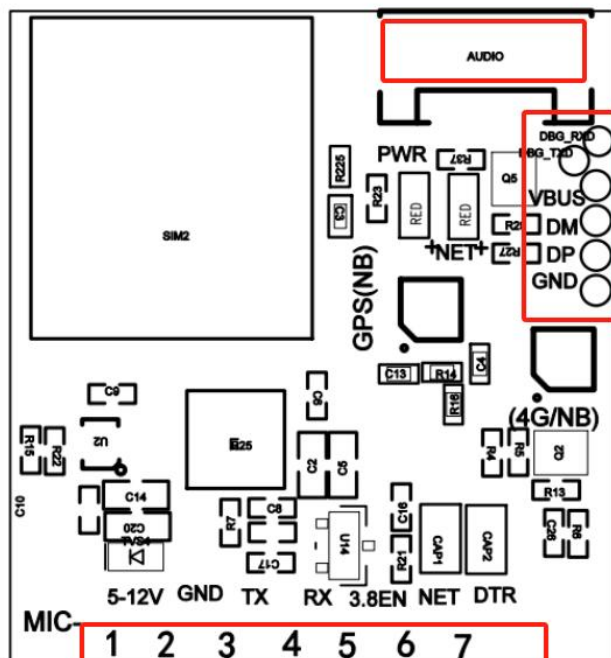 AUDIO
DBG_RXD
DBG_TXD
PWR
R37
R225
Q5
R23
VBUS
C3
RED
RED
DM
SIM2
+NET+
R27
DP
GPS(NB)
GND
C13
R14
C4
C9
C6
R16
(4G/NB)
U2
R15
R22
C2
C5
R4
R5
Q2
C10
C14
R13
C20
R7
C8
C16
U14
CAP1
CAP2
C26
R6
C17
R21
5-12V
GND
TX
RX
3.8EN
NET
DTR
MIC-
1 2 3 4 5 6 7